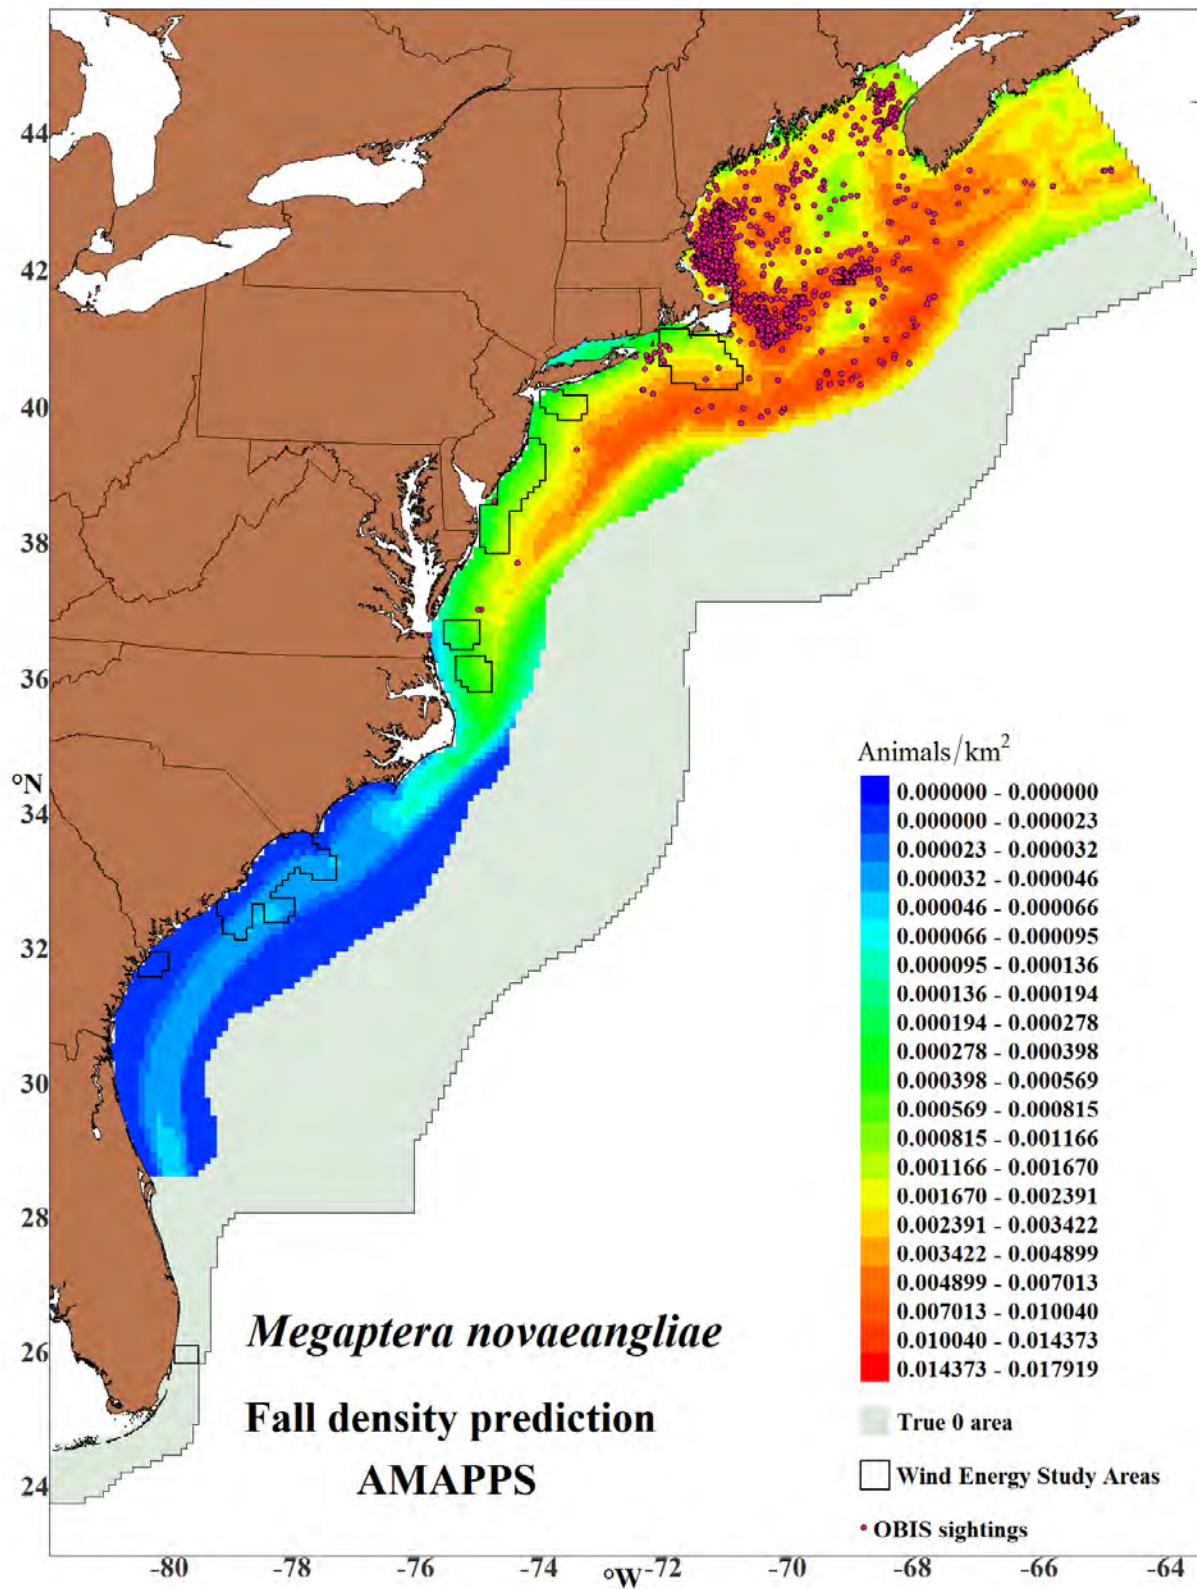 44
42
40
38
36
°N
34
32
30
28
26
24
Animals/km²
0.000000 - 0.000000
0.000000 - 0.000023
0.000023 - 0.000032
0.000032 - 0.000046
0.000046 - 0.000066
0.000066 - 0.000095
0.000095 - 0.000136
0.000136 - 0.000194
0.000194 - 0.000278
0.000278 - 0.000398
0.000398 - 0.000569
0.000569 - 0.000815
0.000815 - 0.001166
0.001166 - 0.001670
0.001670 - 0.002391
0.002391 - 0.003422
0.003422 - 0.004899
0.004899 - 0.007013
0.007013 - 0.010040
0.010040 - 0.014373
0.014373 - 0.017919
True 0 area
Wind Energy Study Areas
OBIS sightings
Megaptera novaeangliae
Fall density prediction
AMAPPS
-80 -78 -76 -74 -72 -70 -68 -66 -64
°W